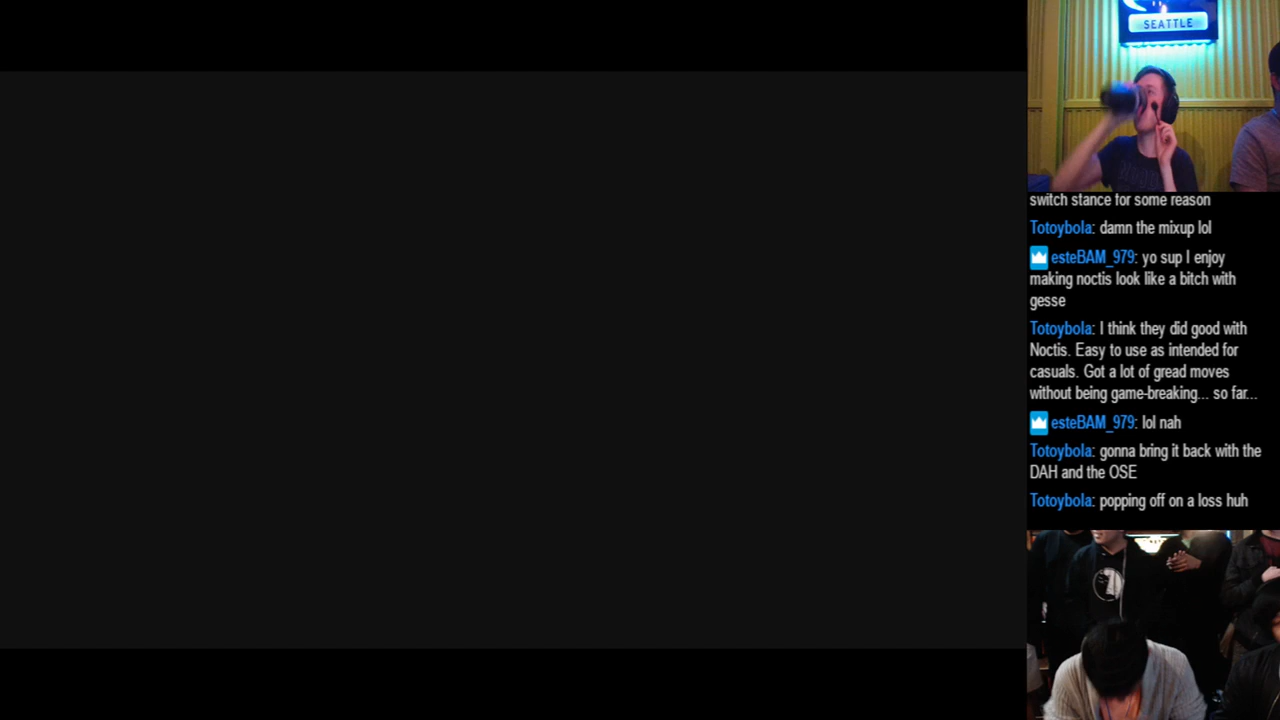 SEATTLE
switch stance for some reason
Totoybola: damn the mixup lol
esteBAM_979: yo sup I enjoy
making noctis look like a bitch with
gesse
Totoybola: I think they did good with
Noctis. Easy to use as intended for
casuals. Got a lot of gread moves
without being game-breaking... so far...
esteBAM_979: lol nah
Totoybola: gonna bring it back with the
DAH and the OSE
Totoybola: popping off on a loss huh